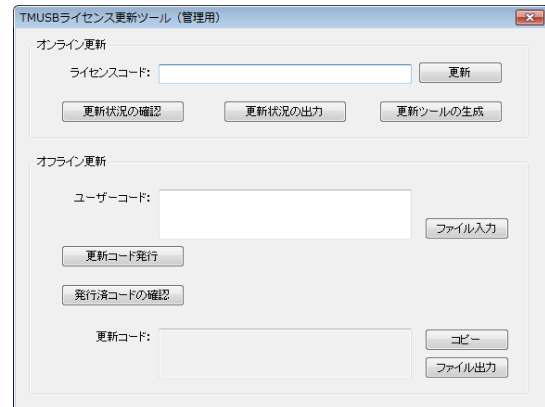 TMUSBライセンス更新ツール（管理用）
オンライン更新
ライセンスコード: 更新
更新状況の確認 更新状況の出力 更新ツールの生成
オフライン更新
ユーザーコード:
ファイル入力
更新コード発行
発行済コードの確認
更新コード: コピー
ファイル出力